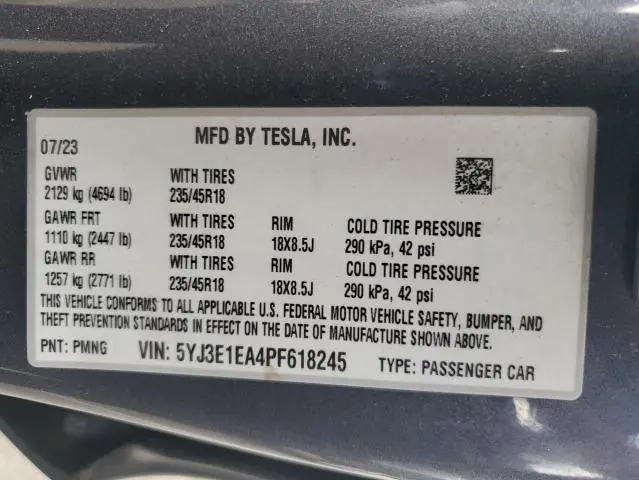 MFD BY TESLA, INC.
07/23
GVWR WITH TIRES
2129 kg (4694 lb) 235/45R18
GAWR FRT WITH TIRES RIM COLD TIRE PRESSURE
1110 kg (2447 lb) 235/45R18 18X8.5J 290 kPa, 42 psi
GAWR RR WITH TIRES RIM COLD TIRE PRESSURE
1257 kg (2771 lb) 235/45R18 18X8.5J 290 kPa, 42 psi
THIS VEHICLE CONFORMS TO ALL APPLICABLE U.S. FEDERAL MOTOR VEHICLE SAFETY, BUMPER, AND
THEFT PREVENTION STANDARDS IN EFFECT ON THE DATE OF MANUFACTURE SHOWN ABOVE.
PNT: PMNG VIN: 5YJ3E1EA4PF618245 TYPE: PASSENGER CAR